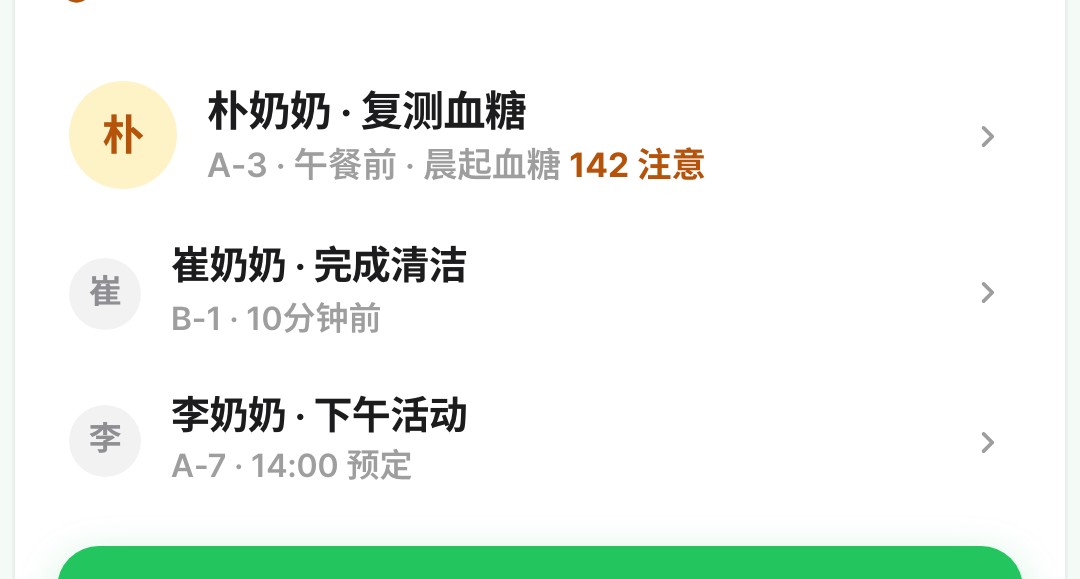 朴
朴奶奶 · 复测血糖
A-3 · 午餐前 · 晨起血糖 142 注意
崔
崔奶奶 · 完成清洁
B-1 · 10分钟前
李
李奶奶 · 下午活动
A-7 · 14:00 预定